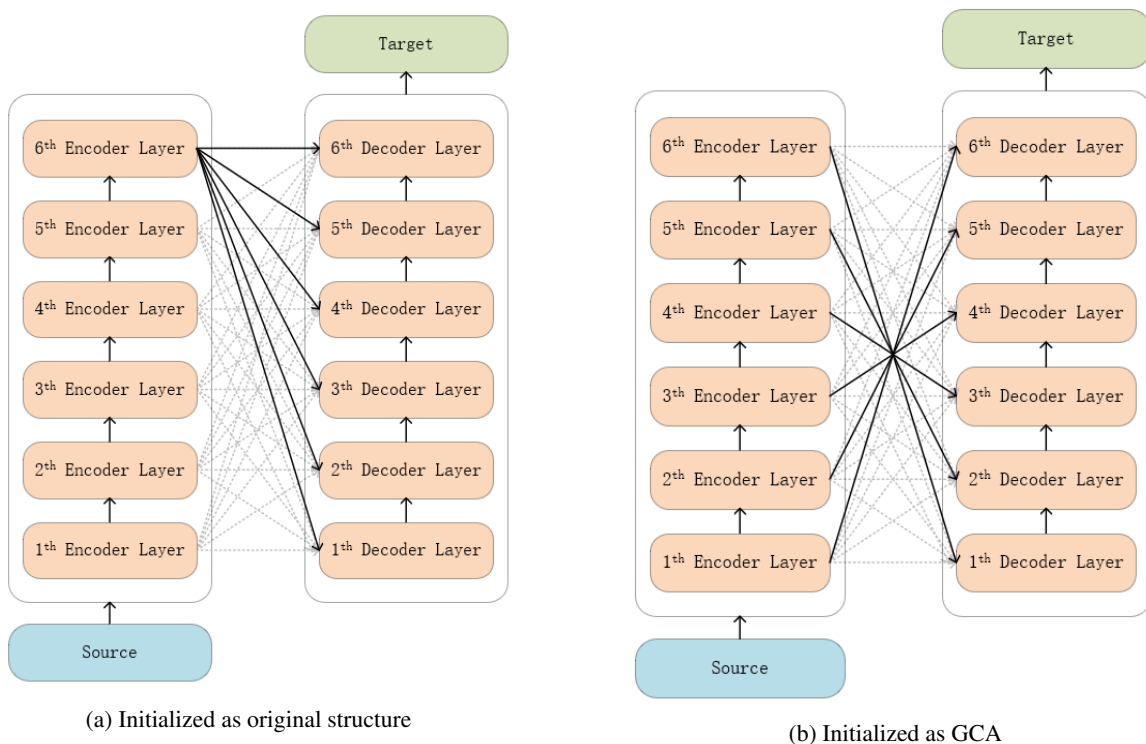 Target
6th Encoder Layer
6th Decoder Layer
5th Encoder Layer
5th Decoder Layer
4th Encoder Layer
4th Decoder Layer
3th Encoder Layer
3th Decoder Layer
2th Encoder Layer
2th Decoder Layer
1th Encoder Layer
1th Decoder Layer
Source
(a) Initialized as original structure
Target
6th Encoder Layer
6th Decoder Layer
5th Encoder Layer
5th Decoder Layer
4th Encoder Layer
4th Decoder Layer
3th Encoder Layer
3th Decoder Layer
2th Encoder Layer
2th Decoder Layer
1th Encoder Layer
1th Decoder Layer
Source
(b) Initialized as GCA